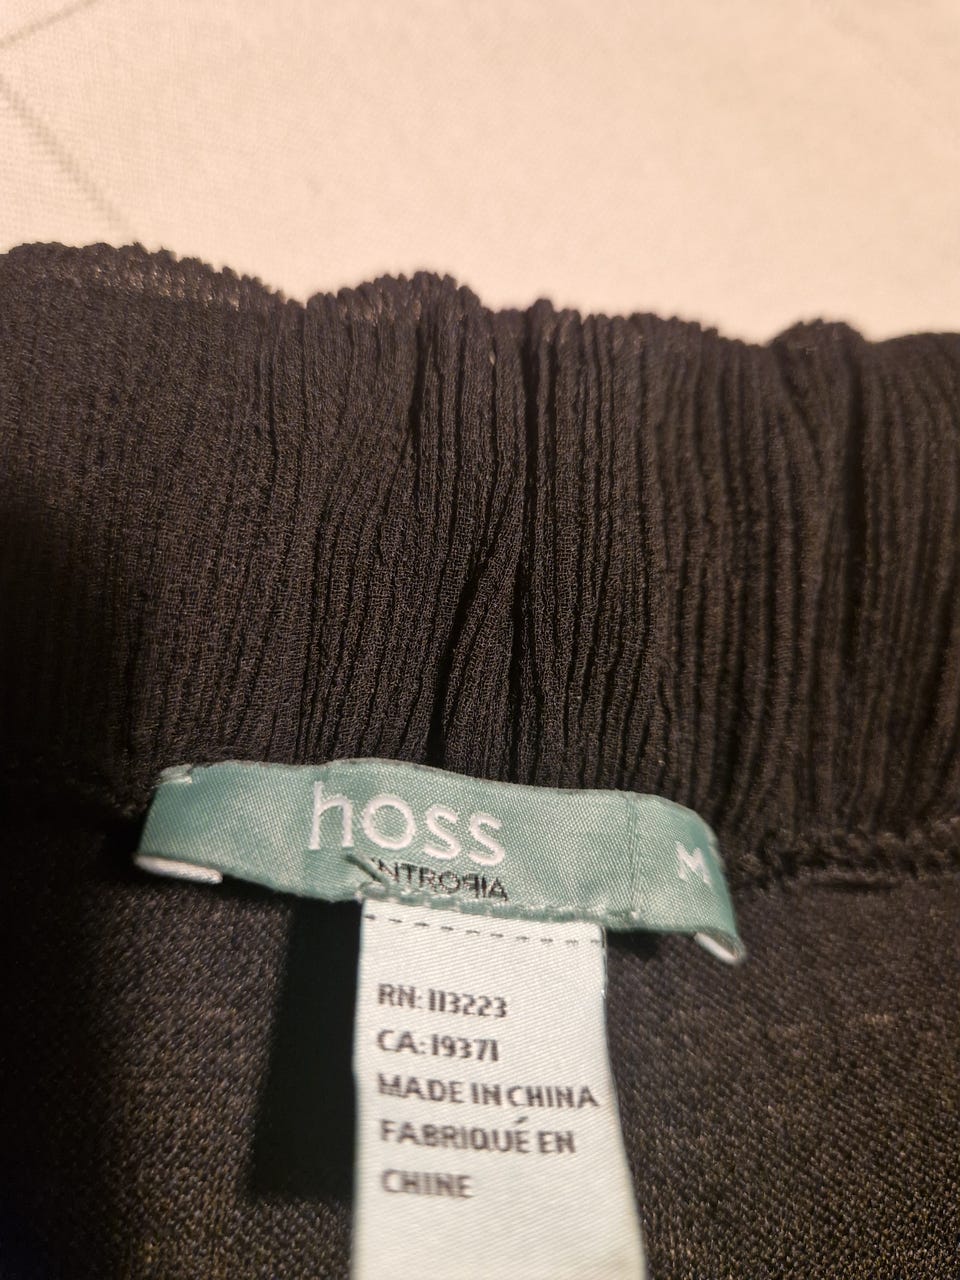 hoss
INTROPIA
M
RN: 113223
CA: 19371
MADE IN CHINA
FABRIQUÉ EN
CHINE